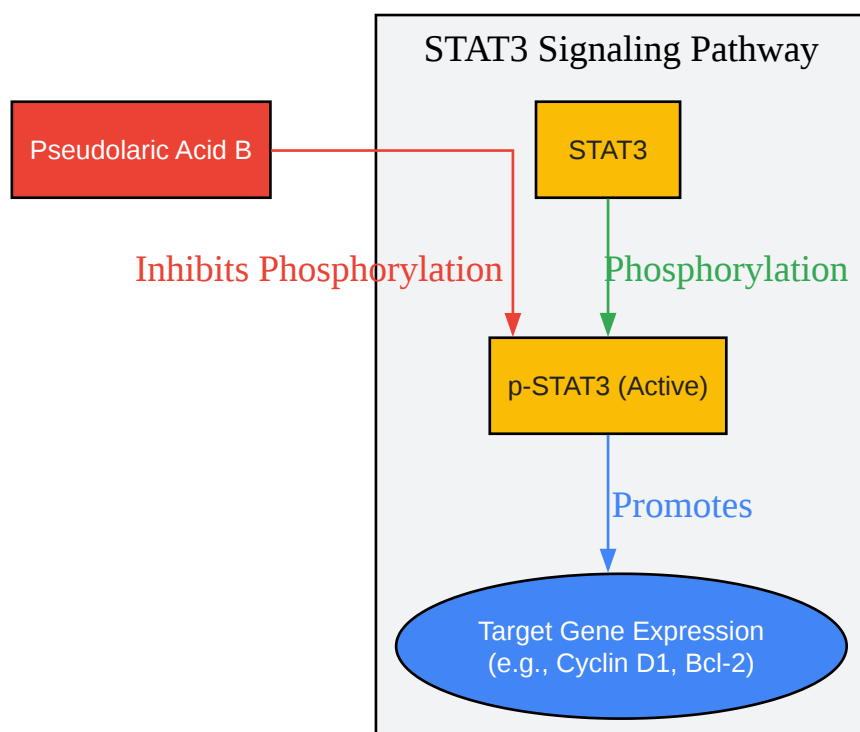 STAT3 Signaling Pathway
Pseudolaric Acid B
STAT3
Inhibits Phosphorylation
Phosphorylation
p-STAT3 (Active)
Promotes
Target Gene Expression
(e.g., Cyclin D1, Bcl-2)